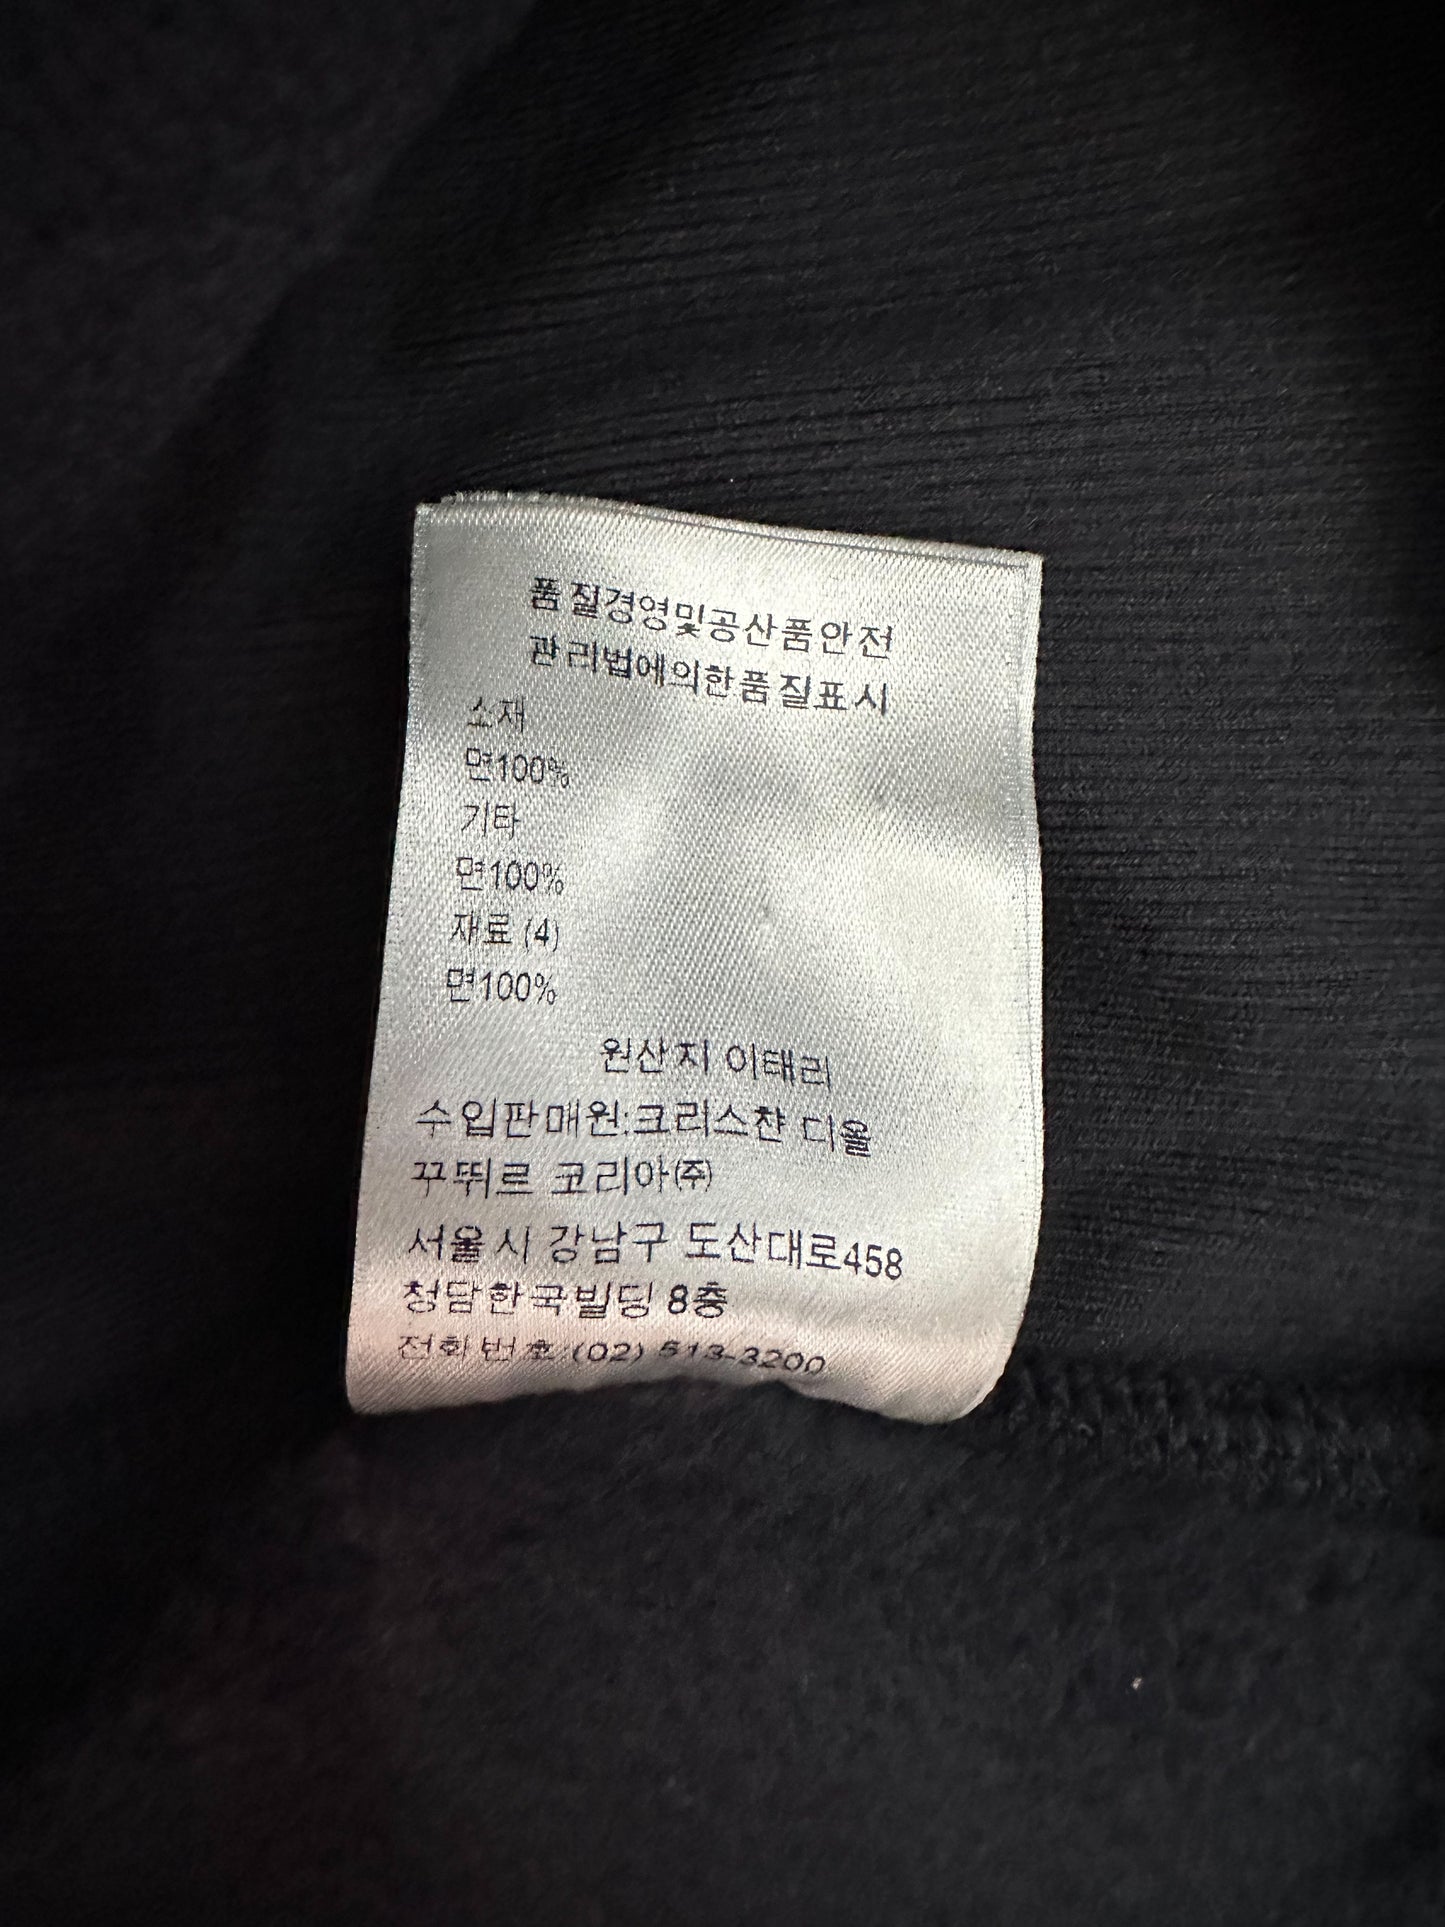 품질경영및공산품안전
관리법에의한품질표시
소재
면100%
기타
면100%
재료 (4)
면100%
원산지 이태리
수입판매원:크리스챤 디올
꾸뛰르 코리아㈜
서울시 강남구 도산대로458
청담한국빌딩 8층
전화번호:(02) 513-3200